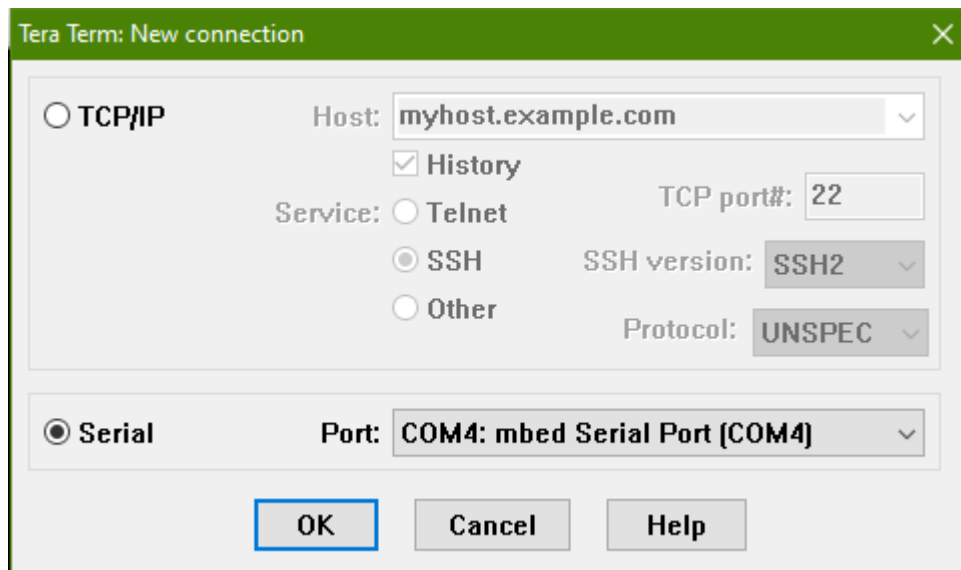 Tera Term: New connection
TCP/IP Host: myhost.example.com
History
Service: Telnet TCP port#: 22
SSH SSH version: SSH2
Other Protocol: UNSPEC
Serial Port: COM4: mbed Serial Port (COM4)
OK Cancel Help